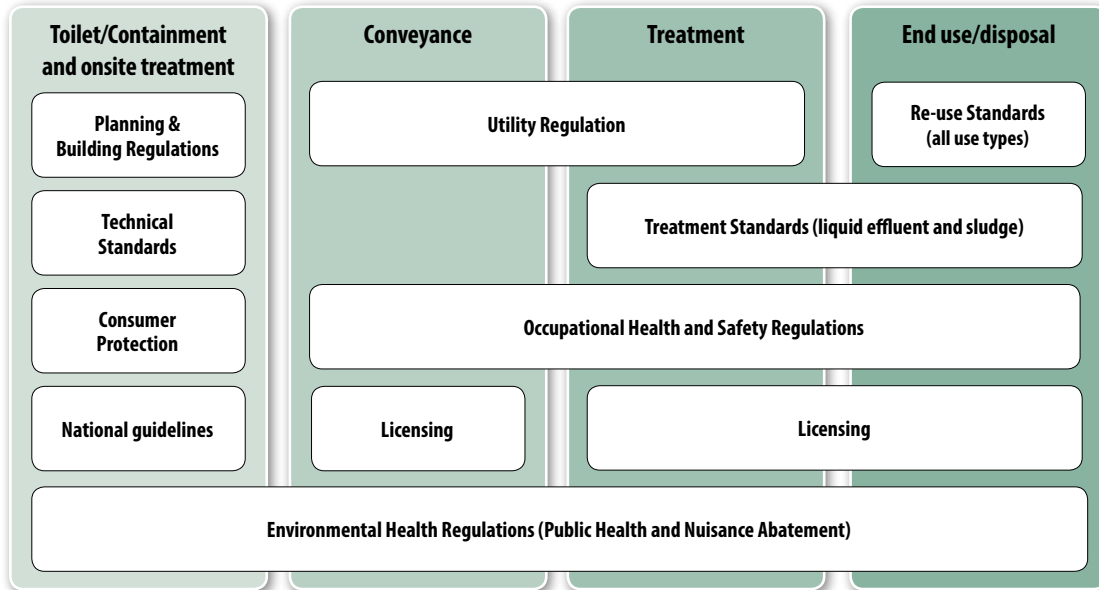 Toilet/Containment
and onsite treatment
Conveyance
Treatment
End use/disposal
Planning &
Building Regulations
Utility Regulation
Re-use Standards
(all use types)
Technical
Standards
Treatment Standards (liquid effluent and sludge)
Consumer
Protection
Occupational Health and Safety Regulations
National guidelines
Licensing
Licensing
Environmental Health Regulations (Public Health and Nuisance Abatement)